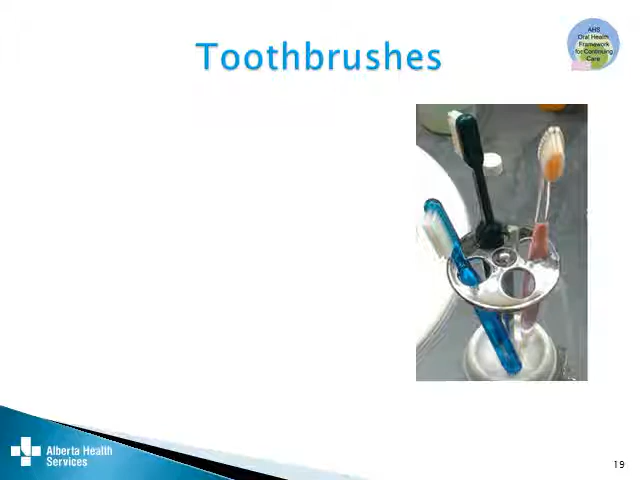 Toothbrushes
AHS
Oral Health
Framework
for Continuing
Care
Alberta Health
Services
19